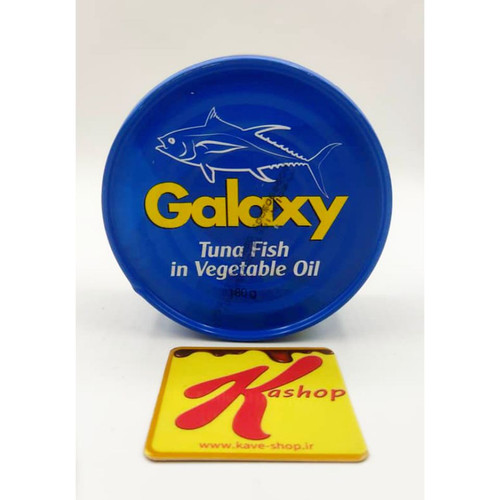 Galaxy
Tuna Fish
in Vegetable Oil
Kashop
www.kave-shop.ir